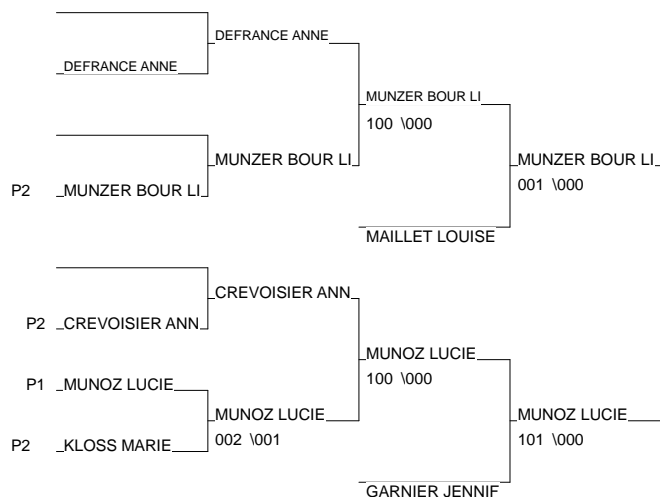 DEFRANCE ANNE
DEFRANCE ANNE
MUNZER BOUR LI
100 \000
MUNZER BOUR LI
MUNZER BOUR LI
001 \000
P2 MUNZER BOUR LI
MAILLET LOUISE
CREVOISIER ANN
P2 CREVOISIER ANN
MUNOZ LUCIE
100 \000
P1 MUNOZ LUCIE
MUNOZ LUCIE
002 \001
MUNOZ LUCIE
101 \000
P2 KLOSS MARIE
GARNIER JENNIF